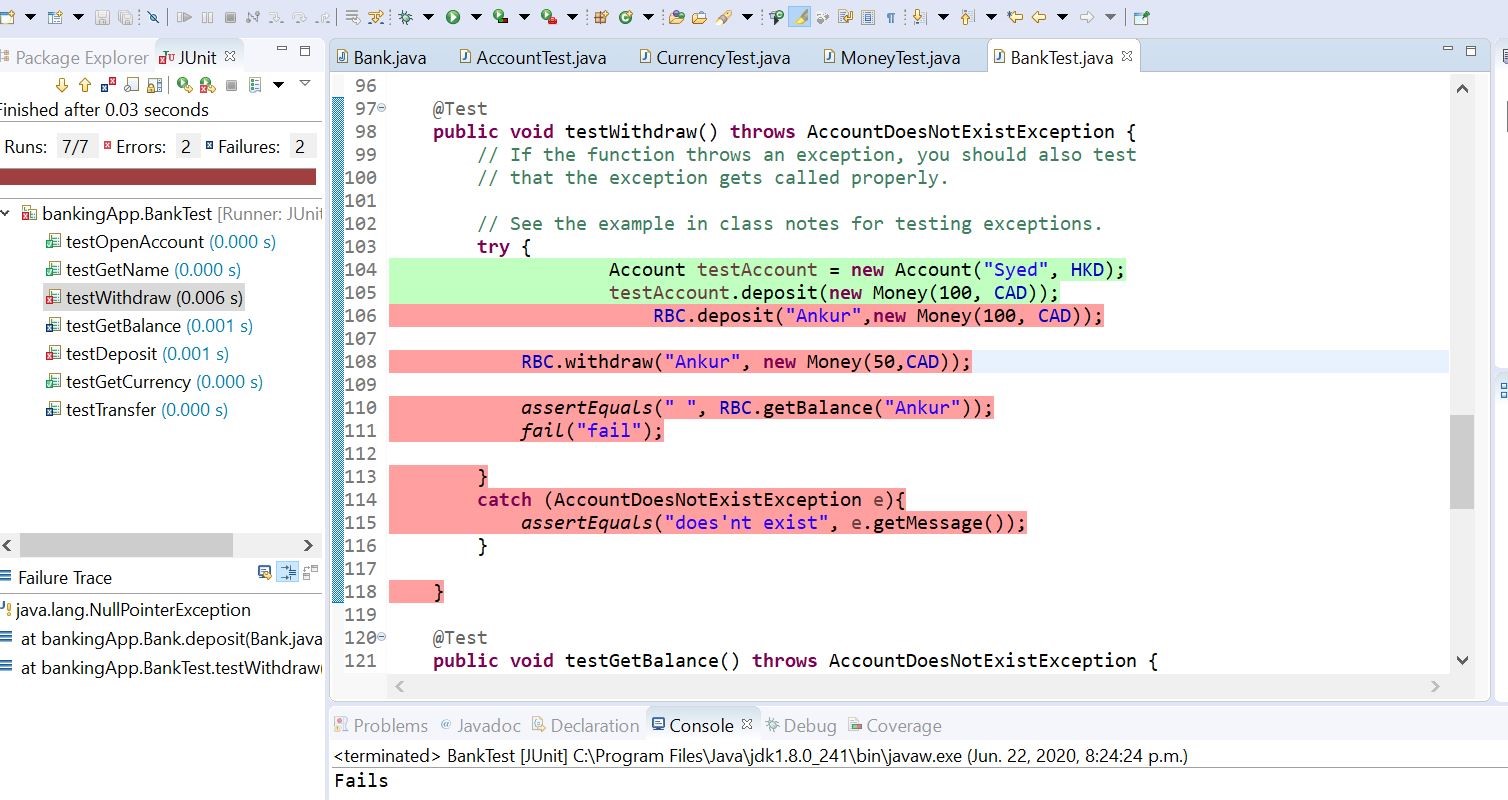 Package Explorer JUnit
Finished after 0.03 seconds
Runs: 7/7 Errors: 2 Failures: 2
bankingApp.BankTest [Runner: JUnit
testOpenAccount (0.000 s)
testGetName (0.000 s)
testWithdraw (0.006 s)
testGetBalance (0.001 s)
testDeposit (0.001 s)
testGetCurrency (0.000 s)
testTransfer (0.000 s)
Failure Trace
java.lang.NullPointerException
at bankingApp.Bank.deposit(Bank.java
at bankingApp.BankTest.testWithdraw(
Bank.java AccountTest.java CurrencyTest.java MoneyTest.java BankTest.java
96
97 @Test
98 public void testWithdraw() throws AccountDoesNotExistException {
99 // If the function throws an exception, you should also test
100 // that the exception gets called properly.
101
102 // See the example in class notes for testing exceptions.
103 try {
104 Account testAccount = new Account("Syed", HKD);
105 testAccount.deposit(new Money(100, CAD));
106 RBC.deposit("Ankur",new Money(100, CAD));
107
108 RBC.withdraw("Ankur", new Money(50,CAD));
109
110 assertEquals(" ", RBC.getBalance("Ankur"));
111 fail("fail");
112
113 }
114 catch (AccountDoesNotExistException e){
115 assertEquals("does'nt exist", e.getMessage());
116 }
117
118 }
119
120 @Test
121 public void testGetBalance() throws AccountDoesNotExistException {
Problems @ Javadoc Declaration Console Debug Coverage
<terminated> BankTest [JUnit] C:\Program Files\Java\jdk1.8.0_241\bin\javaw.exe (Jun. 22, 2020, 8:24:24 p.m.)
Fails